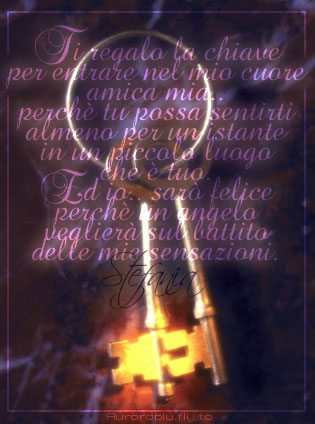 Ti regalo la chiave
per entrare nel mio cuore
amica mia..
perchè tu possa sentirti
almeno per un istante
in un piccolo luogo
che è tuo.
Ed io.. sarò felice
perchè un angelo
veglierà sul battito
delle mie sensazioni.
Stefania
Aurorablu.flu.to